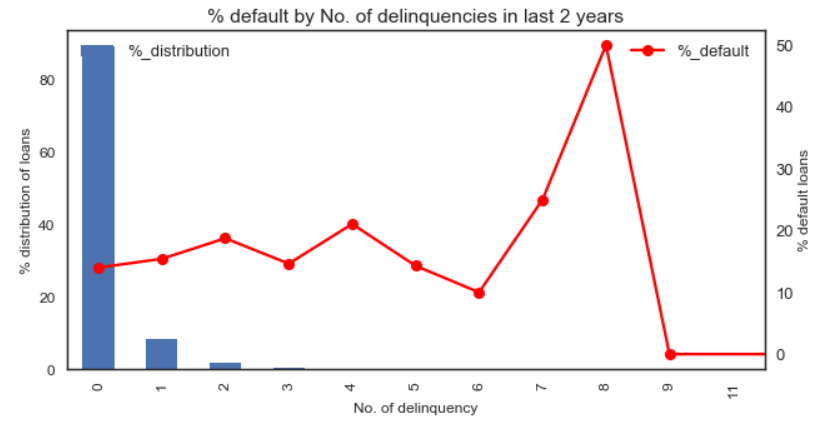 % default by No. of delinquencies in last 2 years
%_distribution
%_default
% distribution of loans
80
60
40
20
0
50
40
30
20
10
0
% default loans
0 1 2 3 4 5 6 7 8 9 11
No. of delinquency